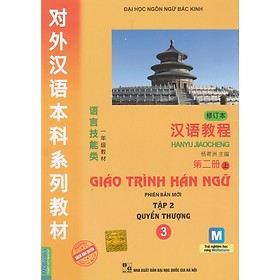 ĐẠI HỌC NGÔN NGỮ BẮC KINH
对外汉语本科系列教材
语言技能类
一年级教材
修订本
汉语教程
HANYU JIAOCHENG
杨寄洲 主编
第二册 上
GIÁO TRÌNH HÁN NGỮ
PHIÊN BẢN MỚI
TẬP 2
QUYỂN THƯỢNG
3
NHÀ XUẤT BẢN ĐẠI HỌC QUỐC GIA HÀ NỘI